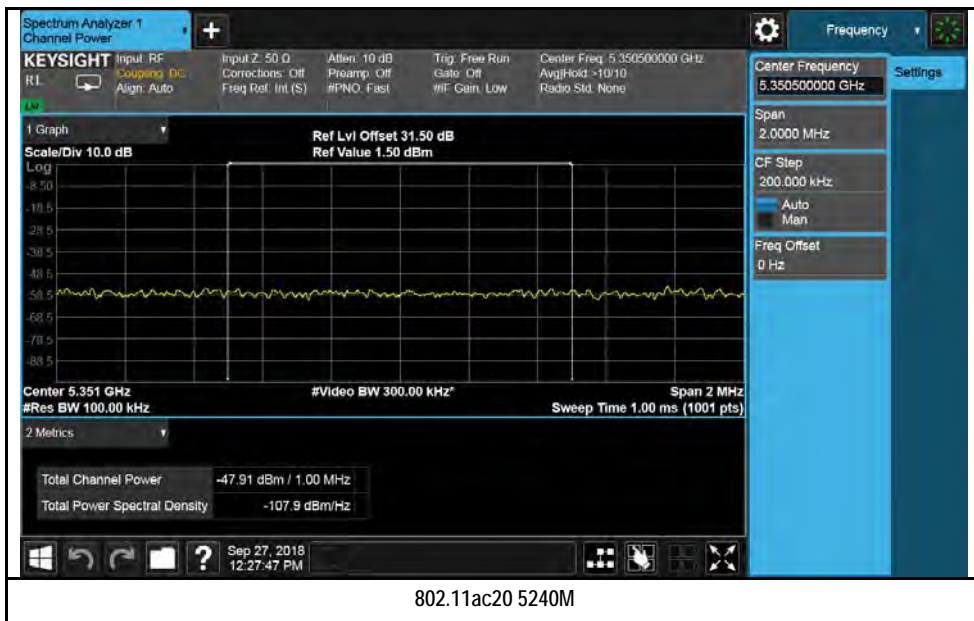 Spectrum Analyzer 1
Channel Power
+
Frequency
KEYSIGHT
RL
Input: RF
Coupling: DC
Align: Auto
Input Z: 50 Ω
Corrections: Off
Freq Ref: Int (S)
Atten: 10 dB
Preamp: Off
#PNO: Fast
Trig: Free Run
Gate: Off
#IF Gain: Low
Center Freq: 5.350500000 GHz
Avg|Hold:>10/10
Radio Std: None
Center Frequency
5.350500000 GHz
Settings
Span
2.0000 MHz
CF Step
200.000 kHz
Auto
Man
Freq Offset
0 Hz
1 Graph
Scale/Div 10.0 dB
Ref Lvl Offset 31.50 dB
Ref Value 1.50 dBm
Log
-8.50
-18.5
-28.5
-38.5
-48.5
-58.5
-68.5
-78.5
-88.5
Center 5.351 GHz
#Video BW 300.00 kHz*
Span 2 MHz
#Res BW 100.00 kHz
Sweep Time 1.00 ms (1001 pts)
2 Metrics
Total Channel Power -47.91 dBm / 1.00 MHz
Total Power Spectral Density -107.9 dBm/Hz
?
Sep 27, 2018
12:27:47 PM
802.11ac20 5240M